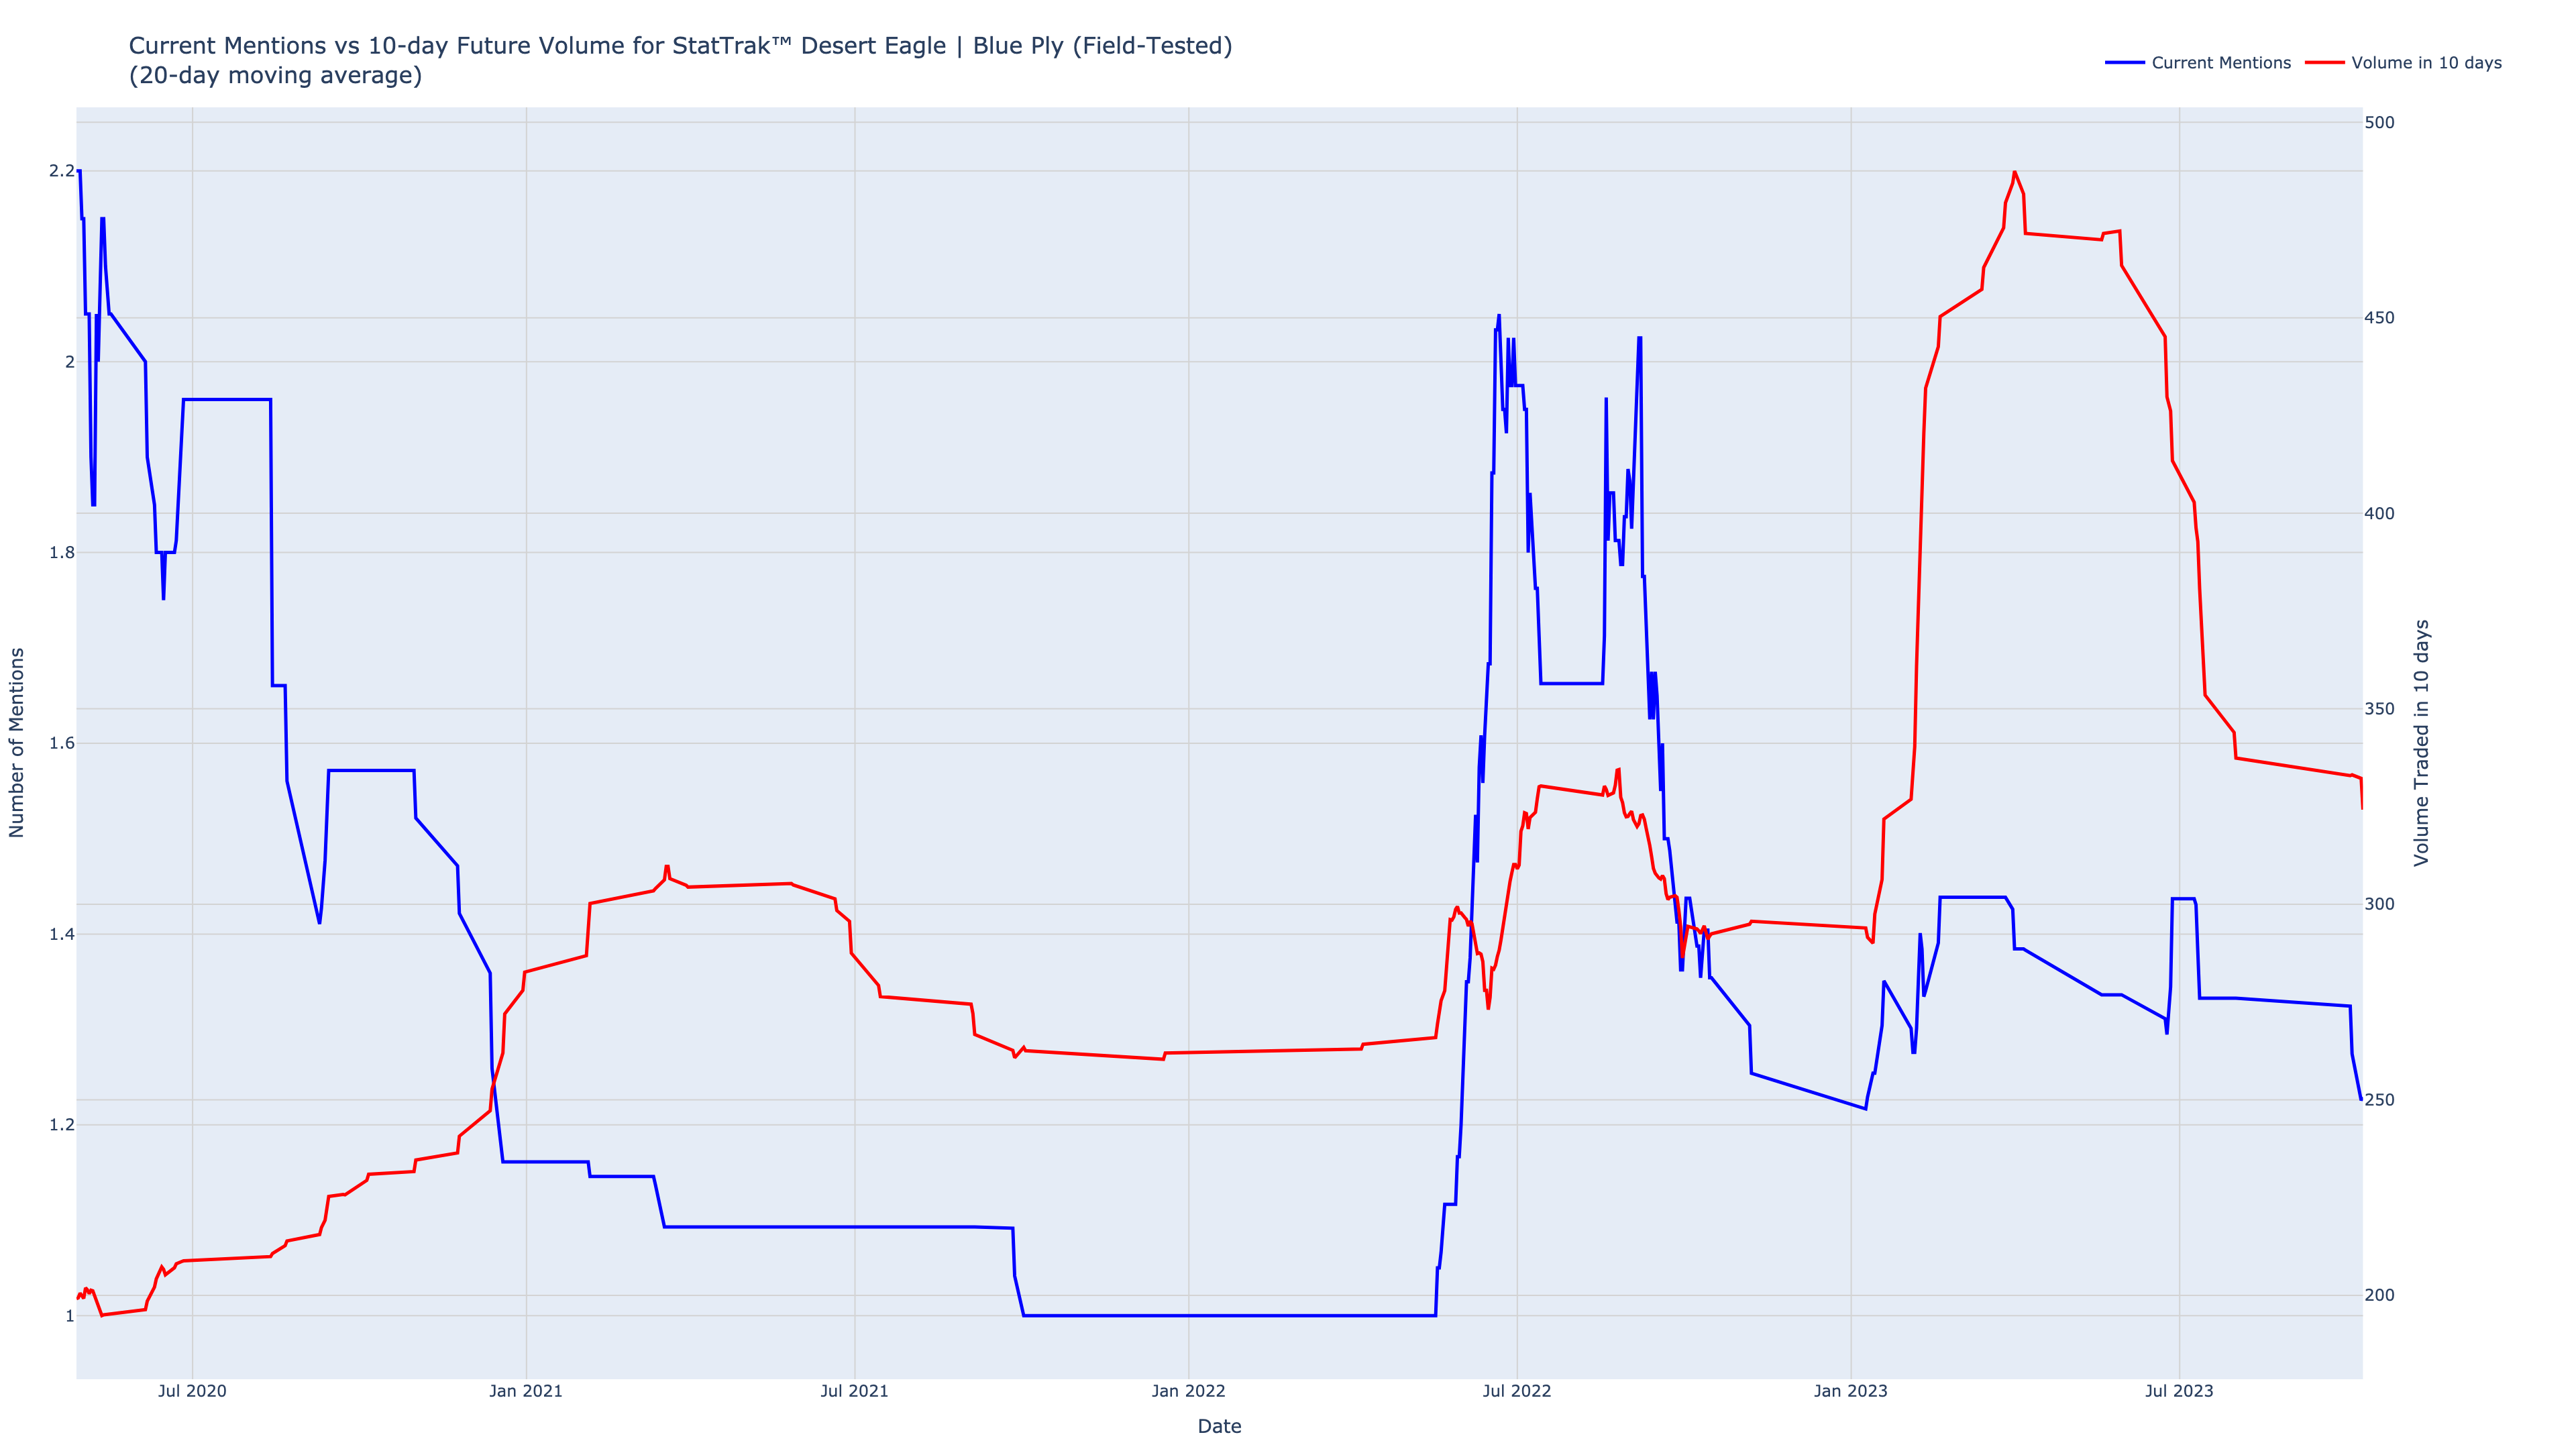 Current Mentions vs 10-day Future Volume for StatTrak™ Desert Eagle | Blue Ply (Field-Tested)
(20-day moving average)
Current Mentions
Volume in 10 days
2.2
2
1.8
1.6
1.4
1.2
1
Number of Mentions
500
450
400
350
300
250
200
Volume Traded in 10 days
Jul 2020
Jan 2021
Jul 2021
Jan 2022
Jul 2022
Jan 2023
Jul 2023
Date